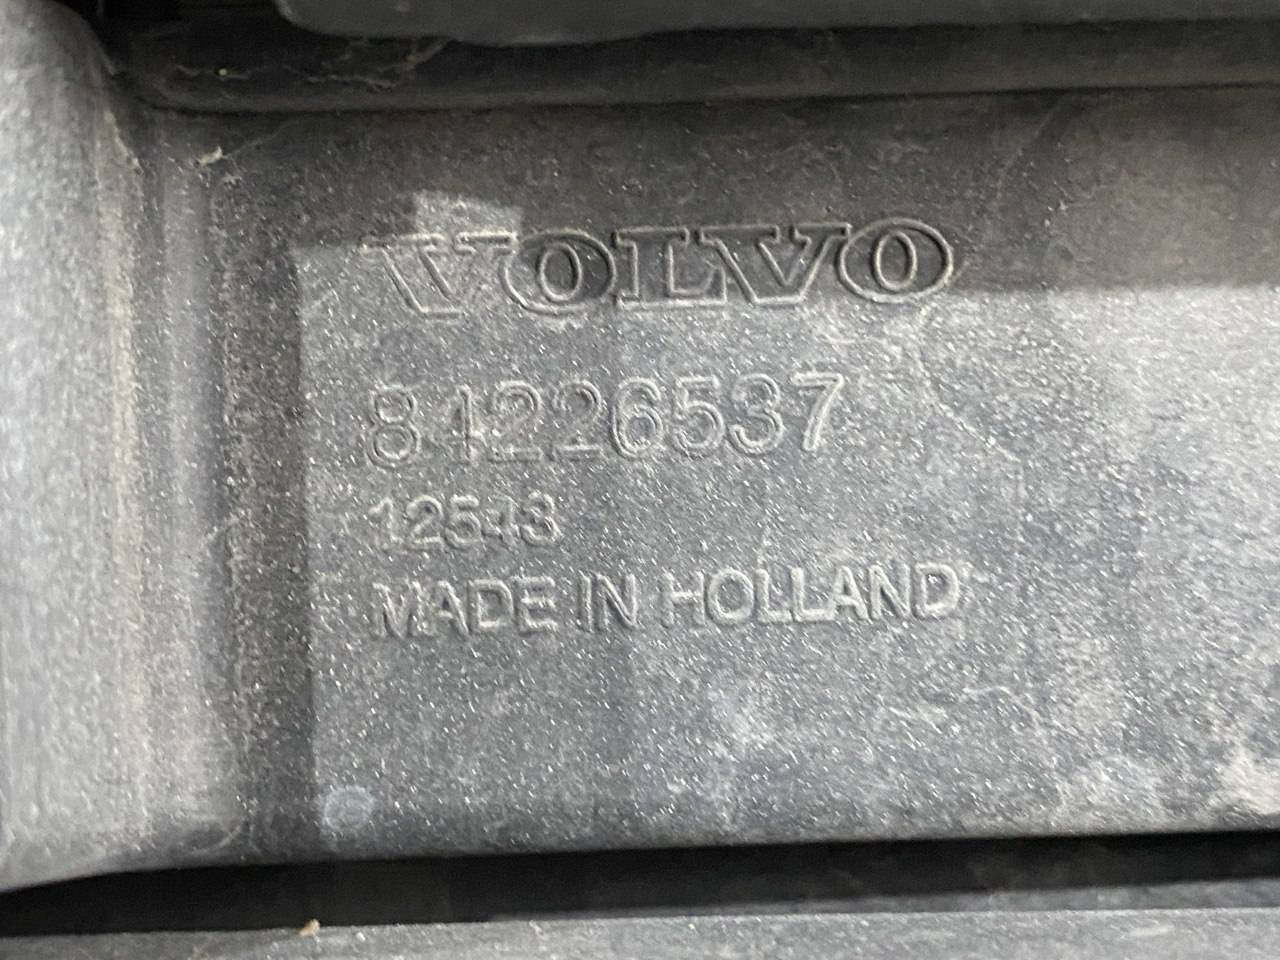 VOLVO
84226537
12543
MADE IN HOLLAND